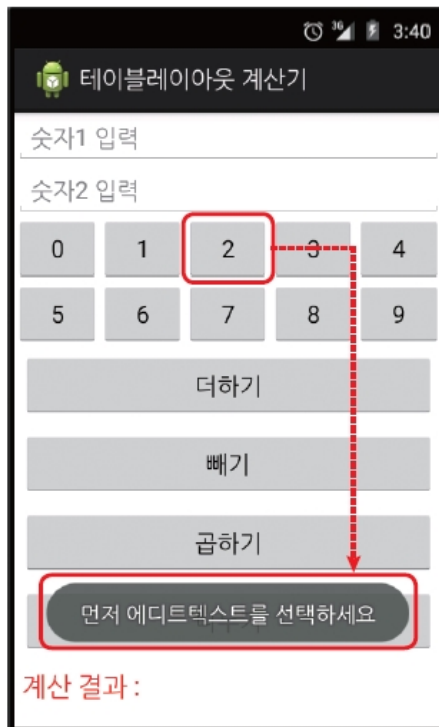 3G 3:40
테이블레이아웃 계산기
숫자1 입력
숫자2 입력
0 1 2 3 4
5 6 7 8 9
더하기
빼기
곱하기
먼저 에디트텍스트를 선택하세요
계산 결과 :